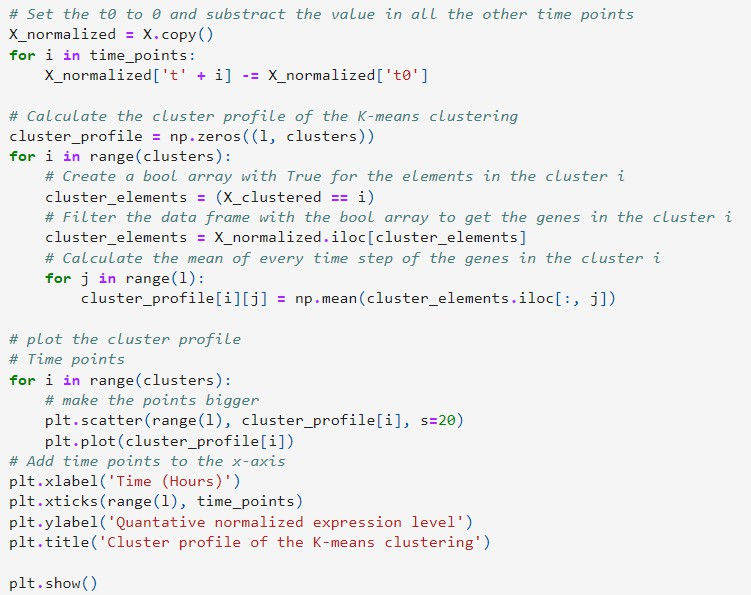 # Set the t0 to 0 and substract the value in all the other time points
X_normalized = X.copy()
for i in time_points:
    X_normalized['t' + i] -= X_normalized['t0']

# Calculate the cluster profile of the K-means clustering
cluster_profile = np.zeros((l, clusters))
for i in range(clusters):
    # Create a bool array with True for the elements in the cluster i
    cluster_elements = (X_clustered == i)
    # Filter the data frame with the bool array to get the genes in the cluster i
    cluster_elements = X_normalized.iloc[cluster_elements]
    # Calculate the mean of every time step of the genes in the cluster i
    for j in range(l):
        cluster_profile[i][j] = np.mean(cluster_elements.iloc[:, j])

# plot the cluster profile
# Time points
for i in range(clusters):
    # make the points bigger
    plt.scatter(range(l), cluster_profile[i], s=20)
    plt.plot(cluster_profile[i])
# Add time points to the x-axis
plt.xlabel('Time (Hours)')
plt.xticks(range(l), time_points)
plt.ylabel('Quantative normalized expression level')
plt.title('Cluster profile of the K-means clustering')

plt.show()